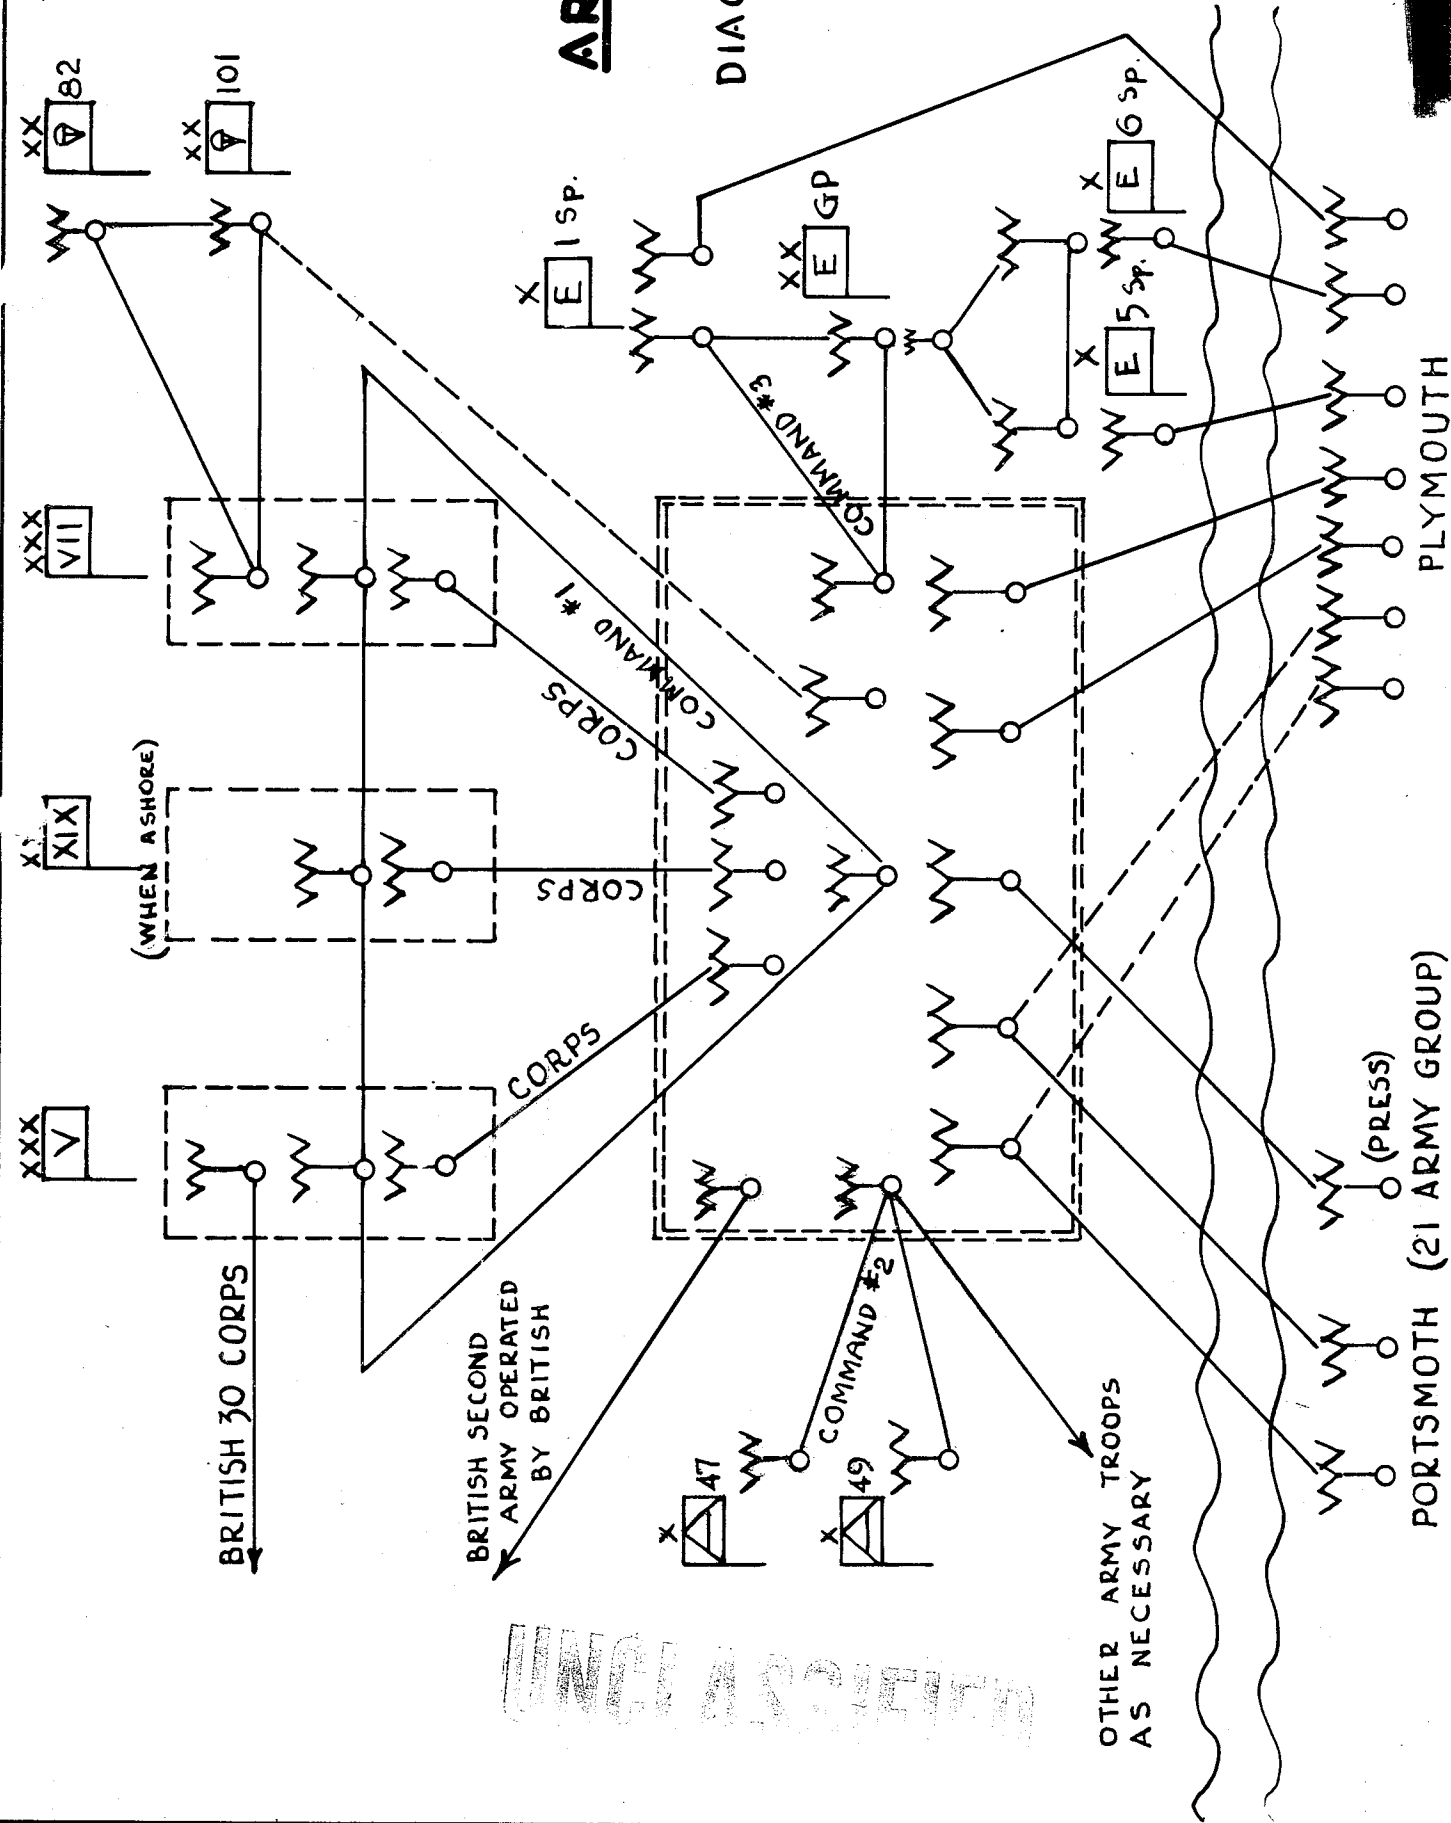 XXX
V
XIX
(WHEN ASHORE)
XXX
VII
XX
82
XX
101
BRITISH 30 CORPS
CORPS
CORPS
CORPS
COMMAND #1
BRITISH SECOND
ARMY OPERATED
BY BRITISH
X
47
X
49
COMMAND #2
OTHER ARMY TROOPS
AS NECESSARY
COMMAND #3
X
E
1 Sp.
XX
E
GP
X
E
5 Sp.
X
E
6 Sp.
AR
DIAG
(PRESS)
PORTSMOTH (21 ARMY GROUP)
PLYMOUTH
UNCLASSIFIED